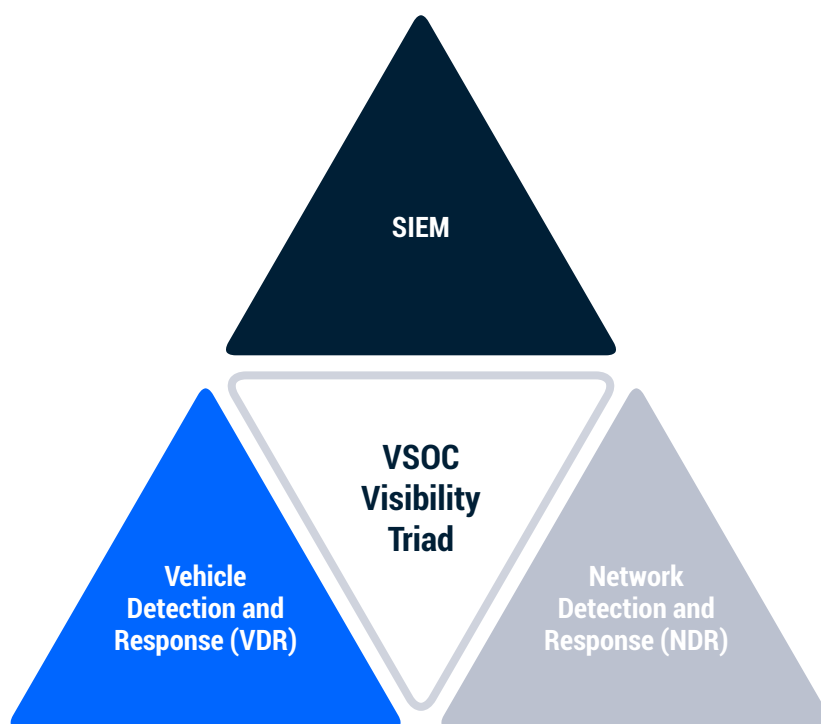 SIEM
VSOC
Visibility
Triad
Vehicle
Detection and
Response (VDR)
Network
Detection and
Response (NDR)